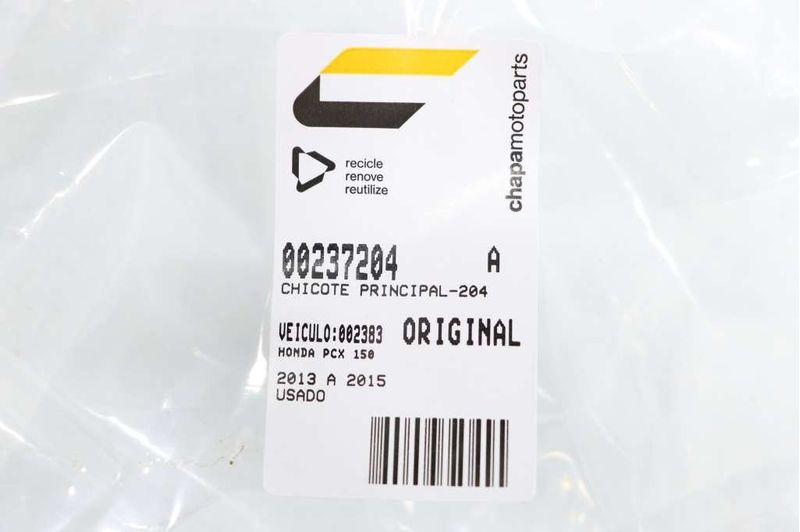 chapamotoparts
recicle
renove
reutilize
00237204 A
CHICOTE PRINCIPAL-204
VEICULO:002383 ORIGINAL
HONDA PCX 150
2013 A 2015
USADO